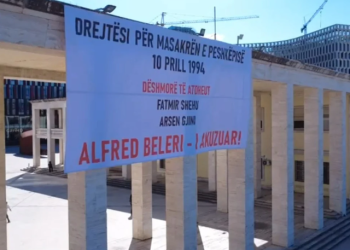 DREJTËSI PËR MASAKRËN E PESHKËPISË
10 PRILL 1994
DËSHMORË TË ATDHEUT
FATMIR SHEHU
ARSEN GJINI
ALFRED BELERI - I AKUZUAR!